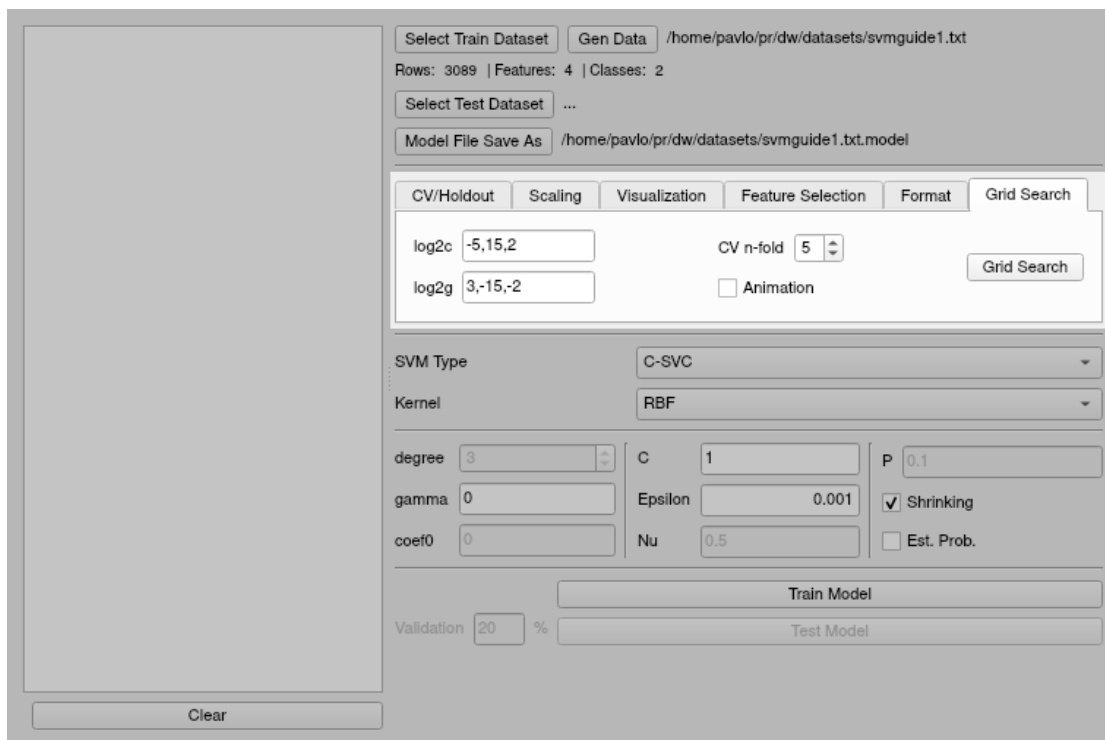 Select Train Dataset Gen Data /home/pavlo/pr/dw/datasets/svmguide1.txt
Rows: 3089 | Features: 4 | Classes: 2
Select Test Dataset ...
Model File Save As /home/pavlo/pr/dw/datasets/svmguide1.txt.model
CV/Holdout Scaling Visualization Feature Selection Format Grid Search
log2c -5,15,2 CV n-fold 5
Grid Search
log2g 3,-15,-2 Animation
SVM Type C-SVC
Kernel RBF
degree 3 C 1 P 0.1
gamma 0 Epsilon 0.001 Shrinking
coef0 0 Nu 0.5 Est. Prob.
Train Model
Validation 20 % Test Model
Clear